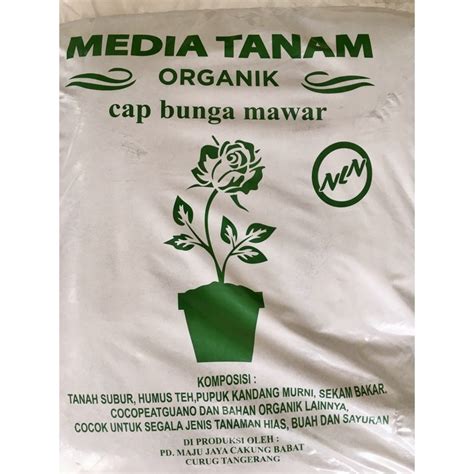 MEDIA TANAM
ORGANIK
cap bunga mawar
NLN
KOMPOSISI :
TANAH SUBUR, HUMUS TEH,PUPUK KANDANG MURNI, SEKAM BAKAR.
COCOPEATGUANO DAN BAHAN ORGANIK LAINNYA,
COCOK UNTUK SEGALA JENIS TANAMAN HIAS, BUAH DAN SAYURAN
DI PRODUKSI OLEH :
PD. MAJU JAYA CAKUNG BABAT
CURUG TANGERANG